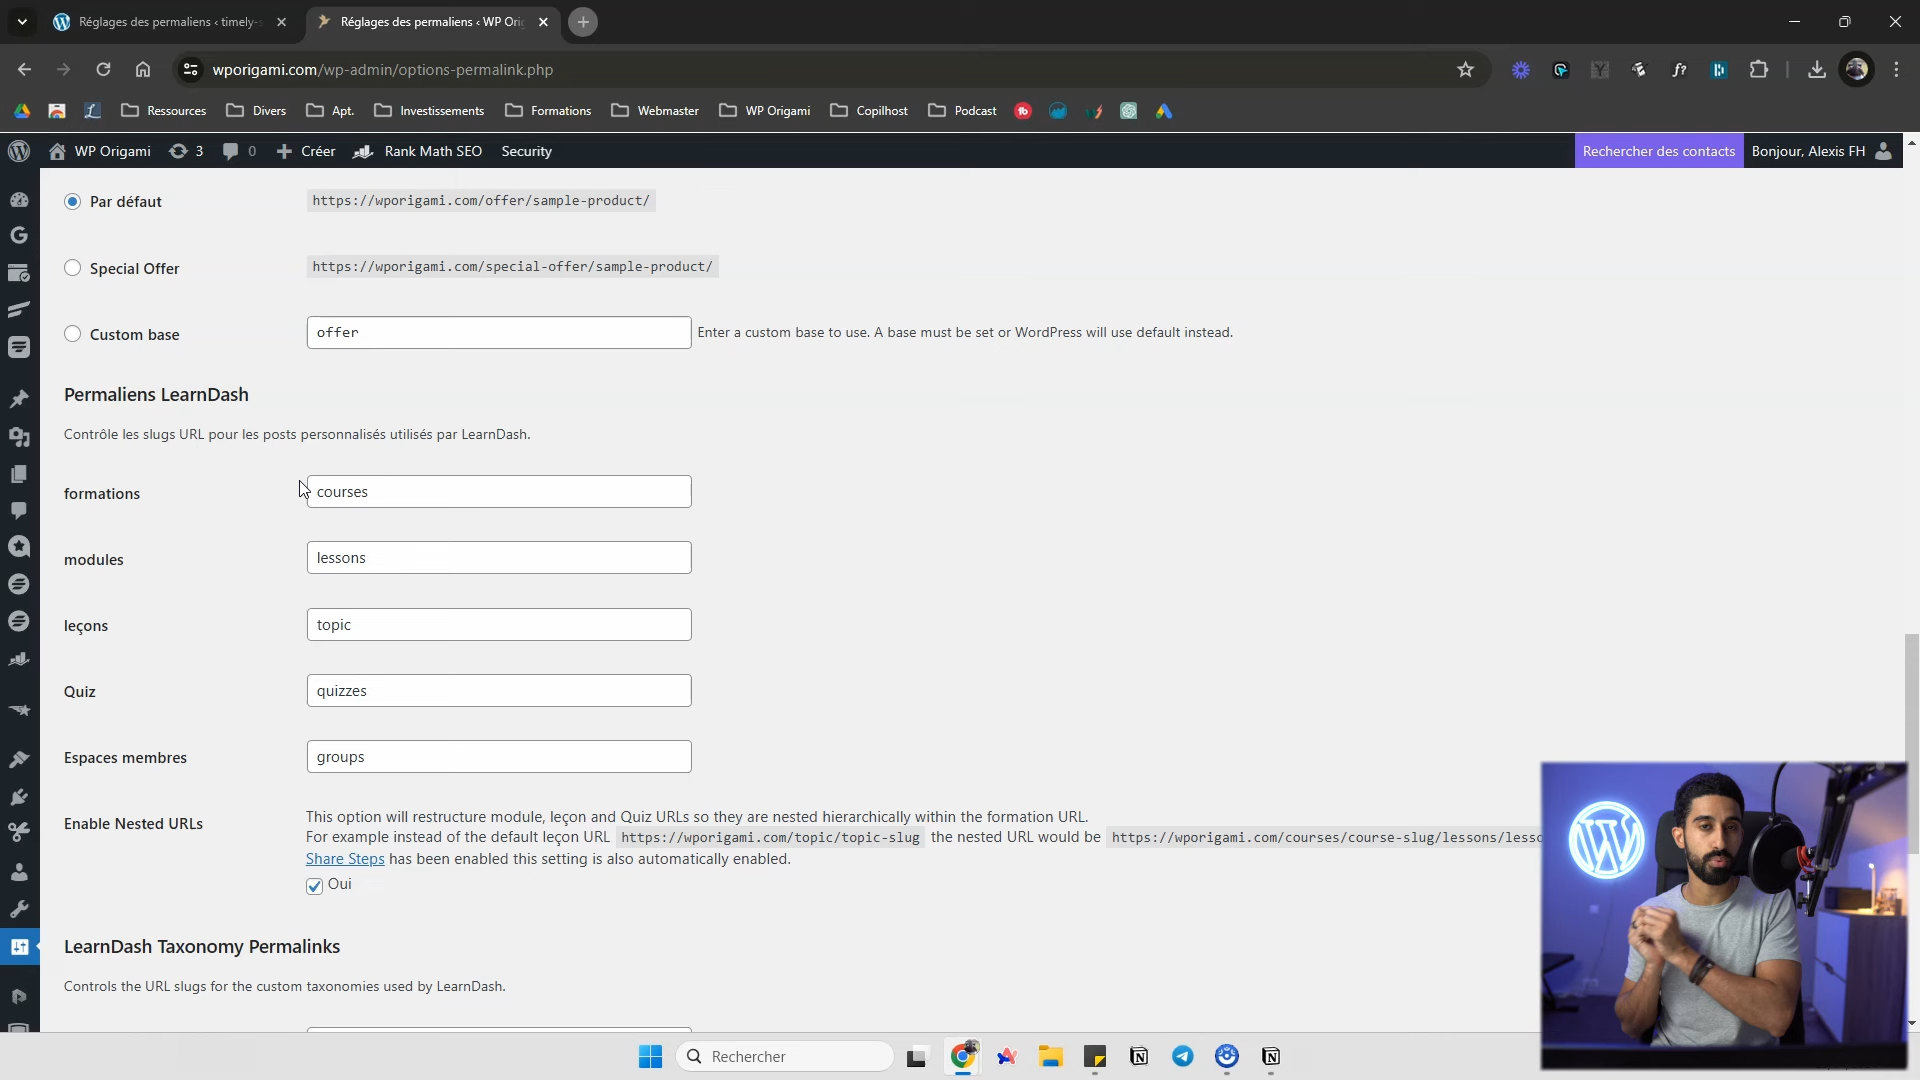 Réglages des permaliens ‹ timely-
Réglages des permaliens ‹ WP Ori
wporigami.com/wp-admin/options-permalink.php
Ressources
Divers
Apt.
Investissements
Formations
Webmaster
WP Origami
Copilhost
Podcast
WP Origami
3
0
Créer
Rank Math SEO
Security
Rechercher des contacts
Bonjour, Alexis FH
Par défaut
https://wporigami.com/offer/sample-product/
Special Offer
https://wporigami.com/special-offer/sample-product/
Custom base
offer
Enter a custom base to use. A base must be set or WordPress will use default instead.
Permaliens LearnDash
Contrôle les slugs URL pour les posts personnalisés utilisés par LearnDash.
formations
courses
modules
lessons
leçons
topic
Quiz
quizzes
Espaces membres
groups
Enable Nested URLs
This option will restructure module, leçon and Quiz URLs so they are nested hierarchically within the formation URL.
For example instead of the default leçon URL https://wporigami.com/topic/topic-slug the nested URL would be https://wporigami.com/courses/course-slug/lessons/lesso
Share Steps has been enabled this setting is also automatically enabled.
Oui
LearnDash Taxonomy Permalinks
Controls the URL slugs for the custom taxonomies used by LearnDash.
Rechercher